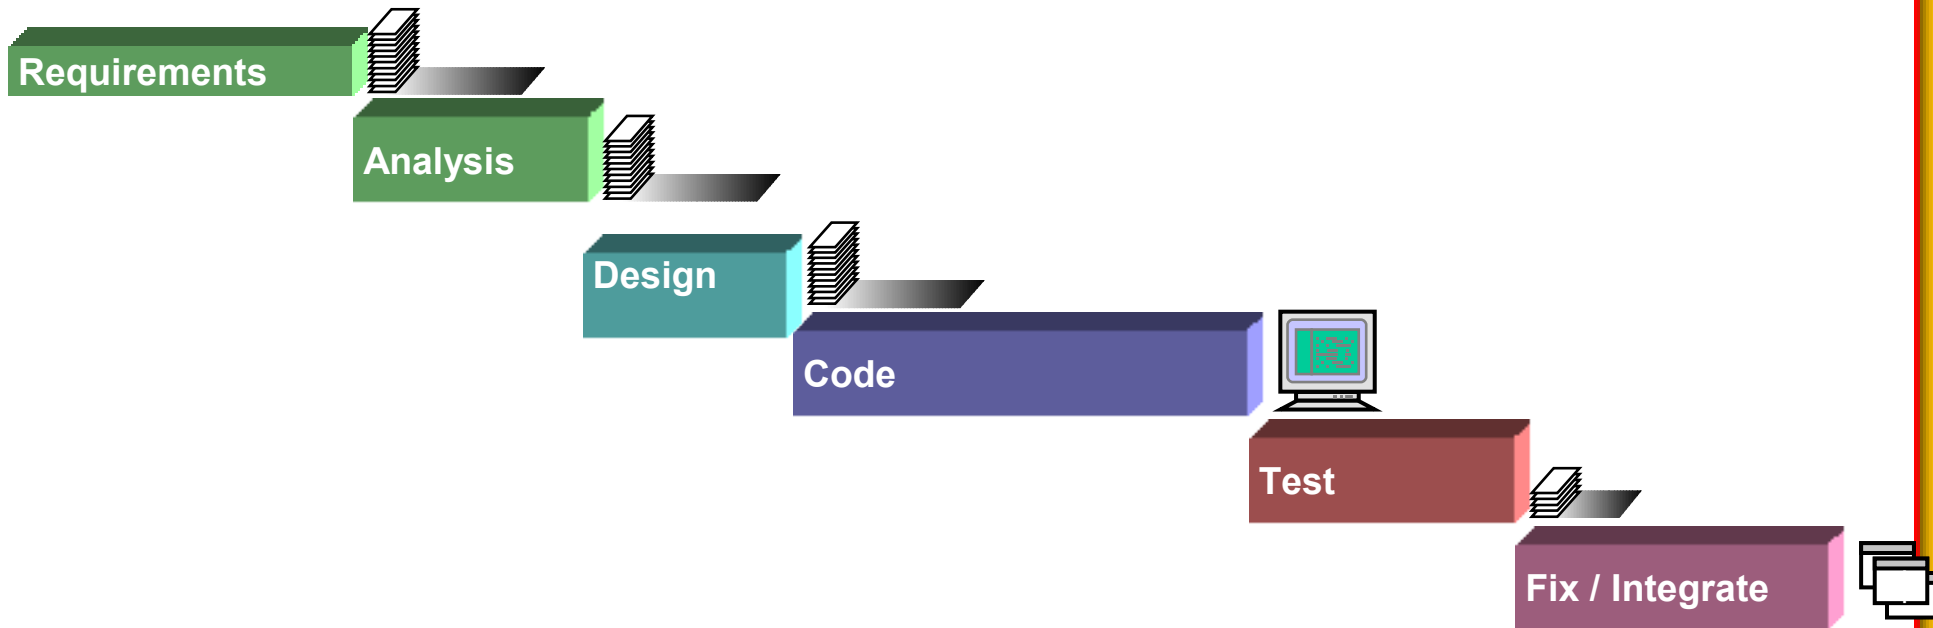 Requirements
Analysis
Design
Code
Test
Fix / Integrate